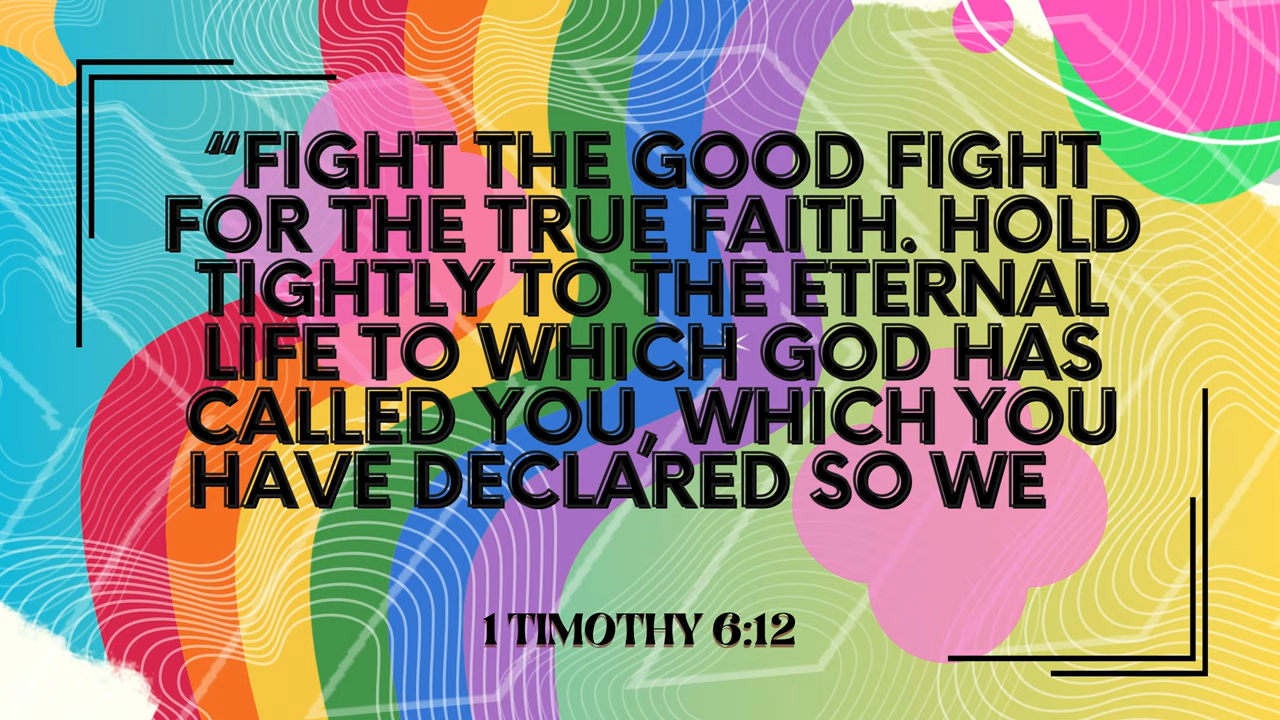 “FIGHT THE GOOD FIGHT
FOR THE TRUE FAITH. HOLD
TIGHTLY TO THE ETERNAL
LIFE TO WHICH GOD HAS
CALLED YOU, WHICH YOU
HAVE DECLARED SO WE
1 TIMOTHY 6:12